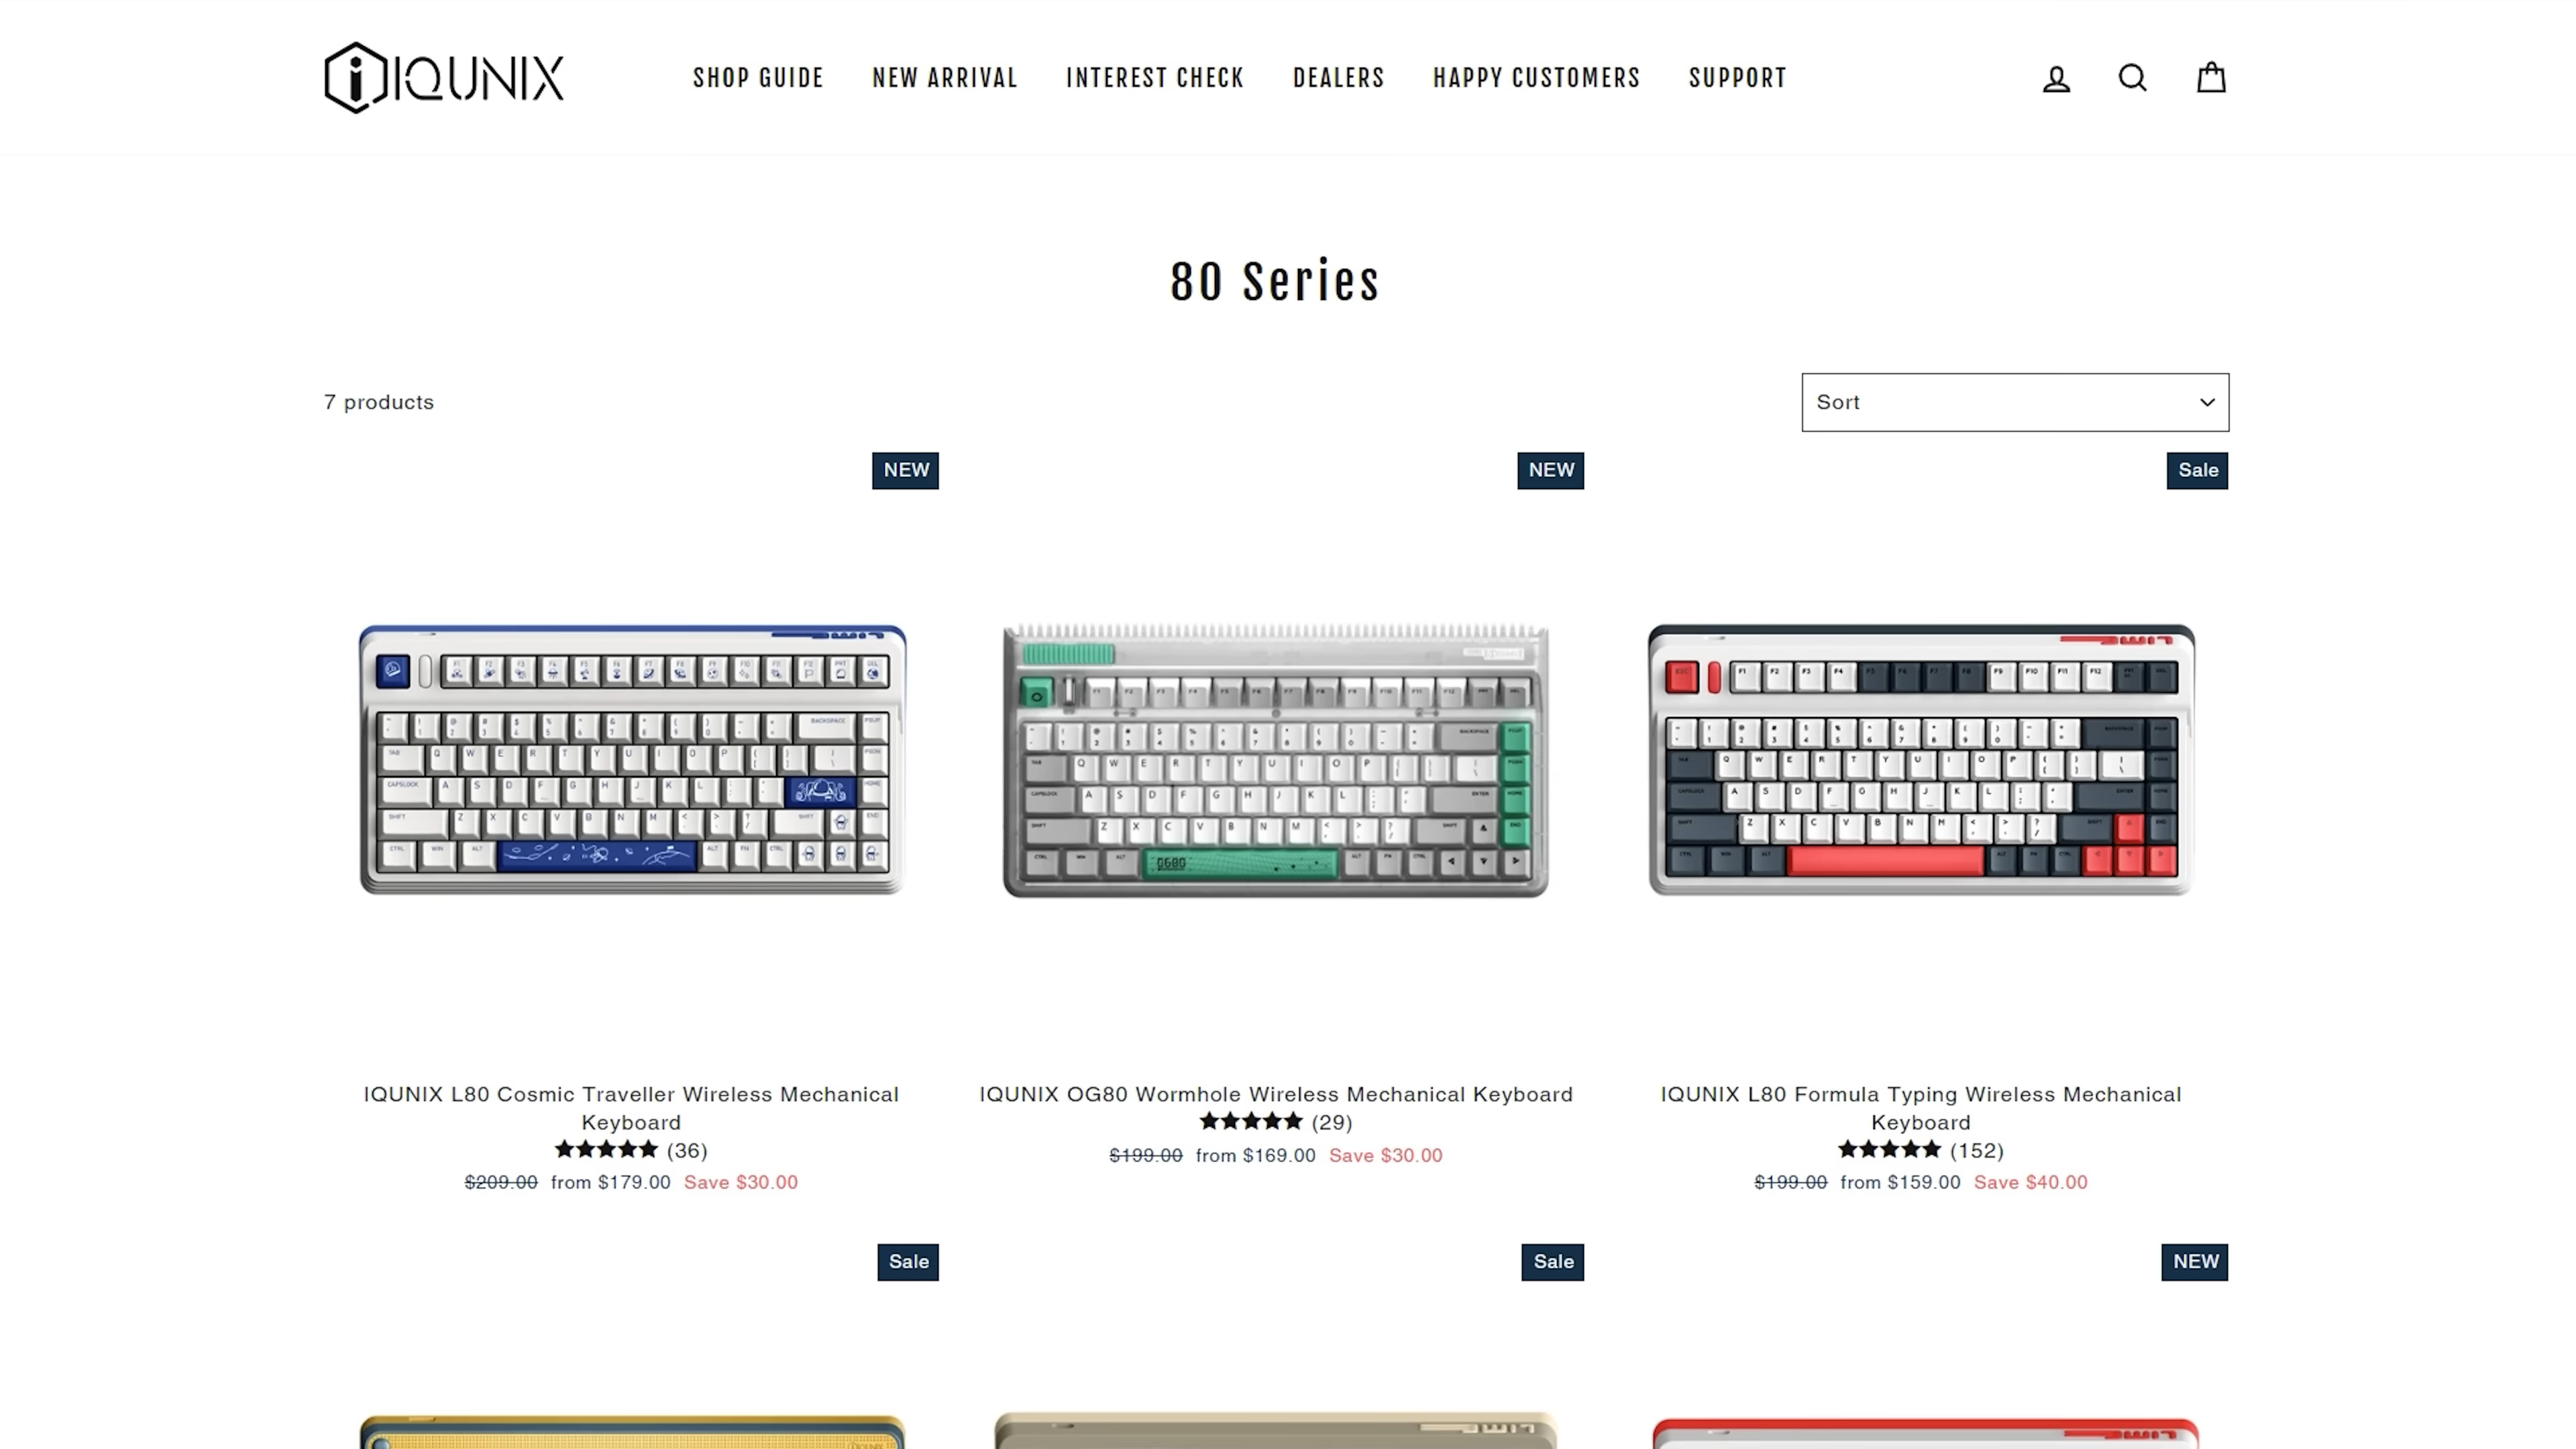 IQUNIX
SHOP GUIDE NEW ARRIVAL INTEREST CHECK DEALERS HAPPY CUSTOMERS SUPPORT
80 Series
7 products
Sort
NEW
NEW
Sale
IQUNIX L80 Cosmic Traveller Wireless Mechanical
Keyboard
★★★★★ (36)
$209.00 from $179.00 Save $30.00
IQUNIX OG80 Wormhole Wireless Mechanical Keyboard
★★★★★ (29)
$199.00 from $169.00 Save $30.00
IQUNIX L80 Formula Typing Wireless Mechanical
Keyboard
★★★★★ (152)
$199.00 from $159.00 Save $40.00
Sale
Sale
NEW